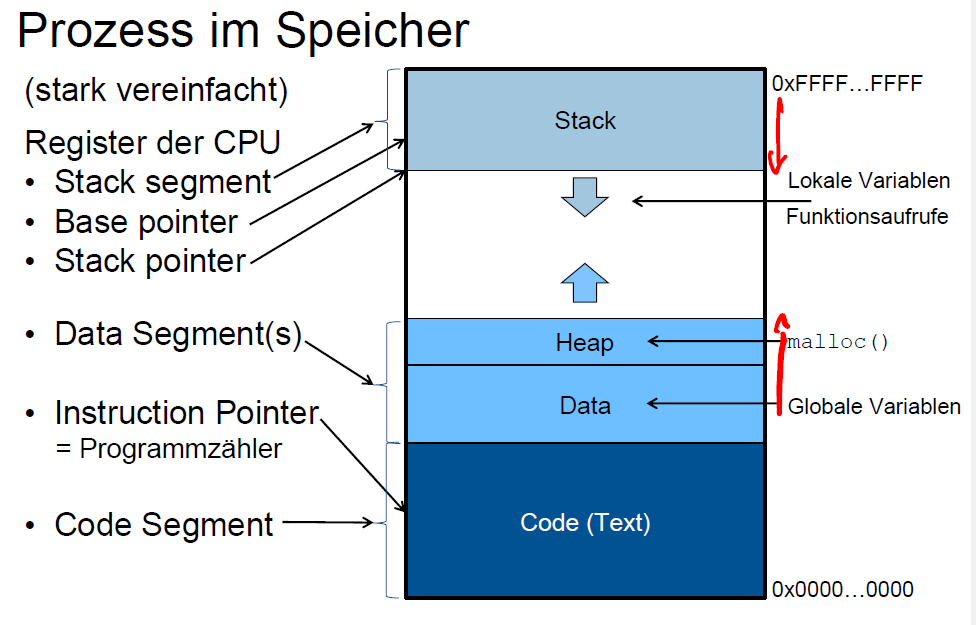 Prozess im Speicher
(stark vereinfacht)
Register der CPU
• Stack segment
• Base pointer
• Stack pointer
• Data Segment(s)
• Instruction Pointer
= Programmzähler
• Code Segment
Stack
Heap
Data
Code (Text)
0xFFFF...FFFF
Lokale Variablen
Funktionsaufrufe
malloc()
Globale Variablen
0x0000...0000